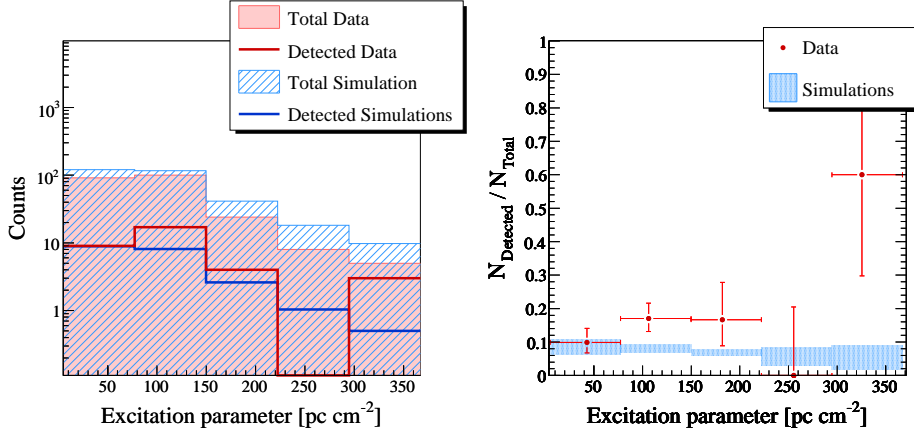 Total Data
Detected Data
Total Simulation
Detected Simulations
Counts
10³
10²
10
1
50 100 150 200 250 300 350
Excitation parameter [pc cm⁻²]
Data
Simulations
N_Detected / N_Total
1
0.9
0.8
0.7
0.6
0.5
0.4
0.3
0.2
0.1
0
50 100 150 200 250 300 350
Excitation parameter [pc cm⁻²]